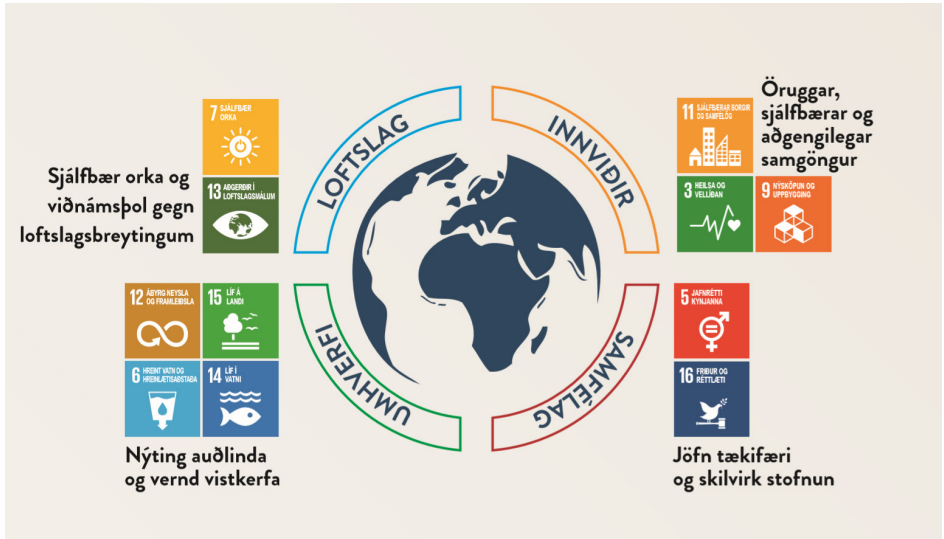 LOFTSLAG
7 SJÁLFBÆR
ORKA
13 AÐGERÐIR Í
LOFTSLAGSMÁLUM
Sjálfbær orka og
viðnámsþol gegn
loftslagsbreytingum
INNVIÐIR
11 SJÁLFBÆRAR BORGIR
OG SAMFÉLÖG
3 HEILSA OG
VELLÍÐAN
9 NÝSKÖPUN OG
UPPBYGGING
Öruggar,
sjálfbærar og
aðgengilegar
samgöngur
UMHVERFI
12 ÁBYRG NEYSLA
OG FRAMLEIÐSLA
15 LÍF Á
LANDI
6 HREINT VATN OG
HREINLÆTISAÐSTAÐA
14 LÍF Í
VATNI
Nýting auðlinda
og vernd vistkerfa
SAMFÉLAG
5 JAFNRÉTTI
KYNJANNA
16 FRIÐUR OG
RÉTTLÆTI
Jöfn tækifæri
og skilvirk stofnun